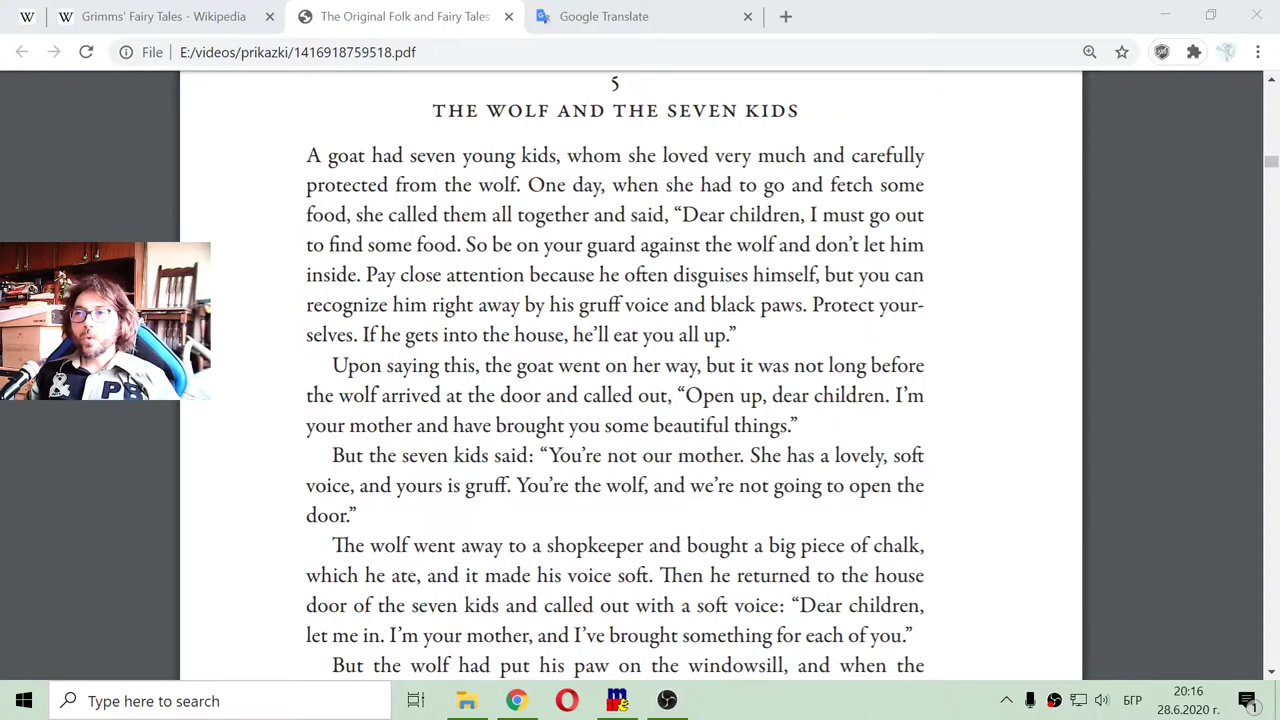 Grimms' Fairy Tales - Wikipedia
The Original Folk and Fairy Tales
Google Translate
File E:/videos/prikazki/1416918759518.pdf
5
THE WOLF AND THE SEVEN KIDS
A goat had seven young kids, whom she loved very much and carefully
protected from the wolf. One day, when she had to go and fetch some
food, she called them all together and said, “Dear children, I must go out
to find some food. So be on your guard against the wolf and don’t let him
inside. Pay close attention because he often disguises himself, but you can
recognize him right away by his gruff voice and black paws. Protect your-
selves. If he gets into the house, he’ll eat you all up.”
Upon saying this, the goat went on her way, but it was not long before
the wolf arrived at the door and called out, “Open up, dear children. I’m
your mother and have brought you some beautiful things.”
But the seven kids said: “You’re not our mother. She has a lovely, soft
voice, and yours is gruff. You’re the wolf, and we’re not going to open the
door.”
The wolf went away to a shopkeeper and bought a big piece of chalk,
which he ate, and it made his voice soft. Then he returned to the house
door of the seven kids and called out with a soft voice: “Dear children,
let me in. I’m your mother, and I’ve brought something for each of you.”
But the wolf had put his paw on the windowsill, and when the
& PB
Type here to search
БГР
20:16
28.6.2020 г.
1